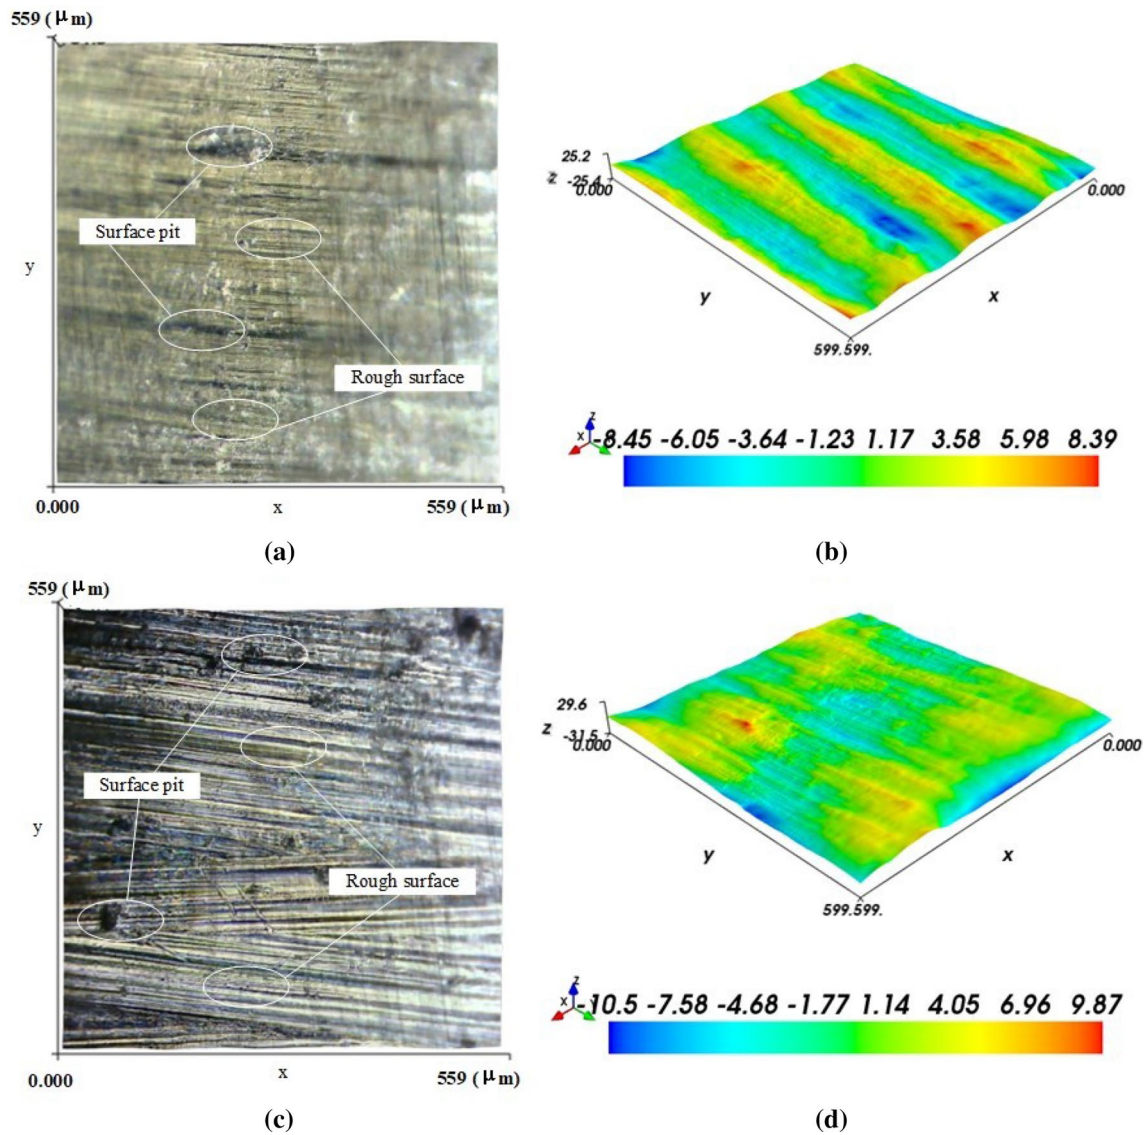 559 (μm)
Surface pit
y
Rough surface
0.000
x
559 (μm)
(a)
25.2
z
-25.4
0.000
0.000
y
x
599.599.
z
x
-8.45 -6.05 -3.64 -1.23 1.17 3.58 5.98 8.39
(b)
559 (μm)
Surface pit
y
Rough surface
0.000
x
559 (μm)
(c)
29.6
z
-31.5
0.000
0.000
y
x
599.599.
z
x
-10.5 -7.58 -4.68 -1.77 1.14 4.05 6.96 9.87
(d)